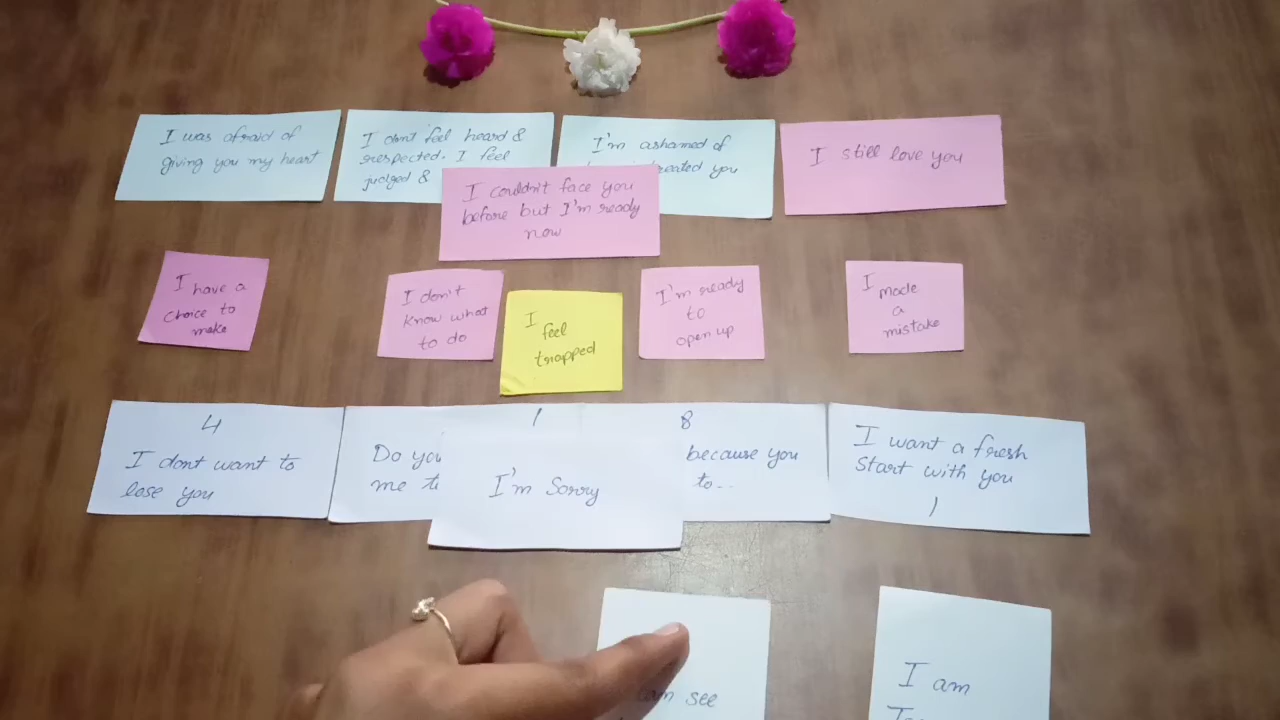 I was afraid of
giving you my heart
I don't feel heard &
respected. I feel
judged &
I'm ashamed of
treated you
I still love you
I couldn't face you
before but I'm ready
now
I have a
choice to
make
I don't
know what
to do
I
feel
trapped
I'm ready
to
open up
I
made
a
mistake
4
I dont want to
lose you
Do you
me
1
I'm Sorry
8
because you
to...
I want a fresh
start with you
1
see
I am